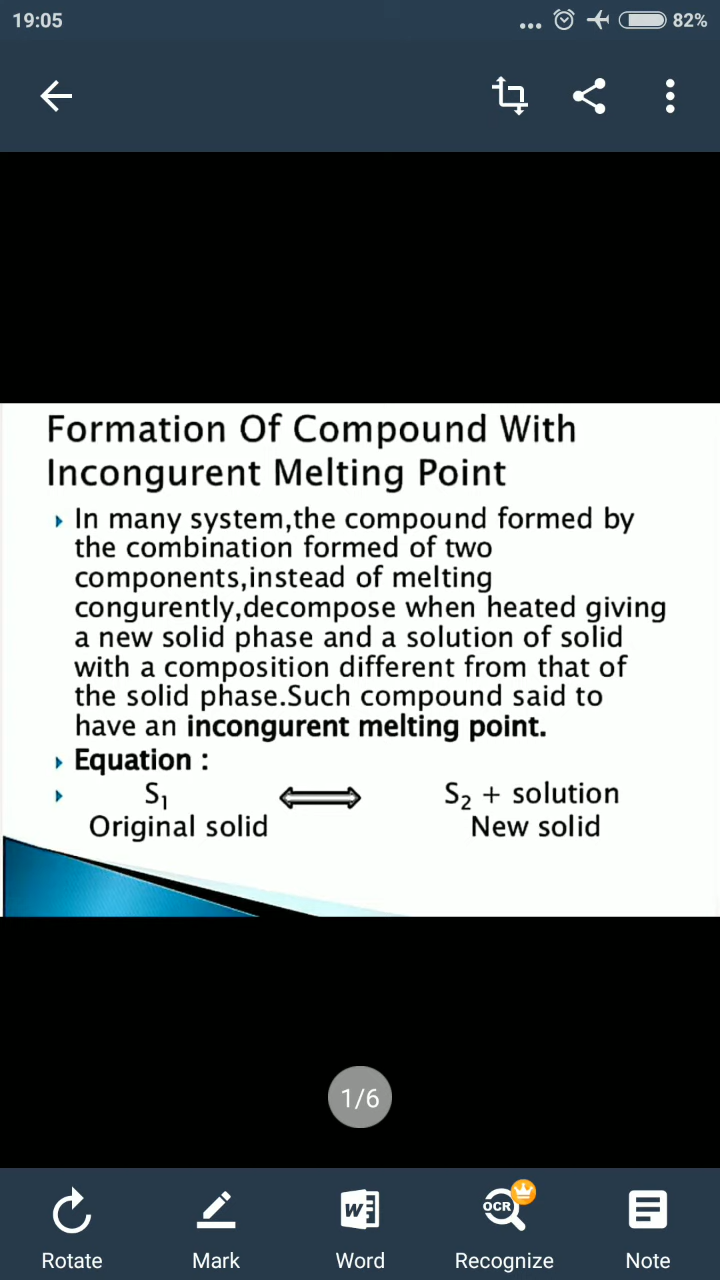 19:05
82%
Formation Of Compound With
Incongurent Melting Point
In many system,the compound formed by
the combination formed of two
components,instead of melting
congurently,decompose when heated giving
a new solid phase and a solution of solid
with a composition different from that of
the solid phase.Such compound said to
have an incongurent melting point.
Equation :
S₁ ⟺ S₂ + solution
Original solid New solid
1/6
W
OCR
Rotate Mark Word Recognize Note